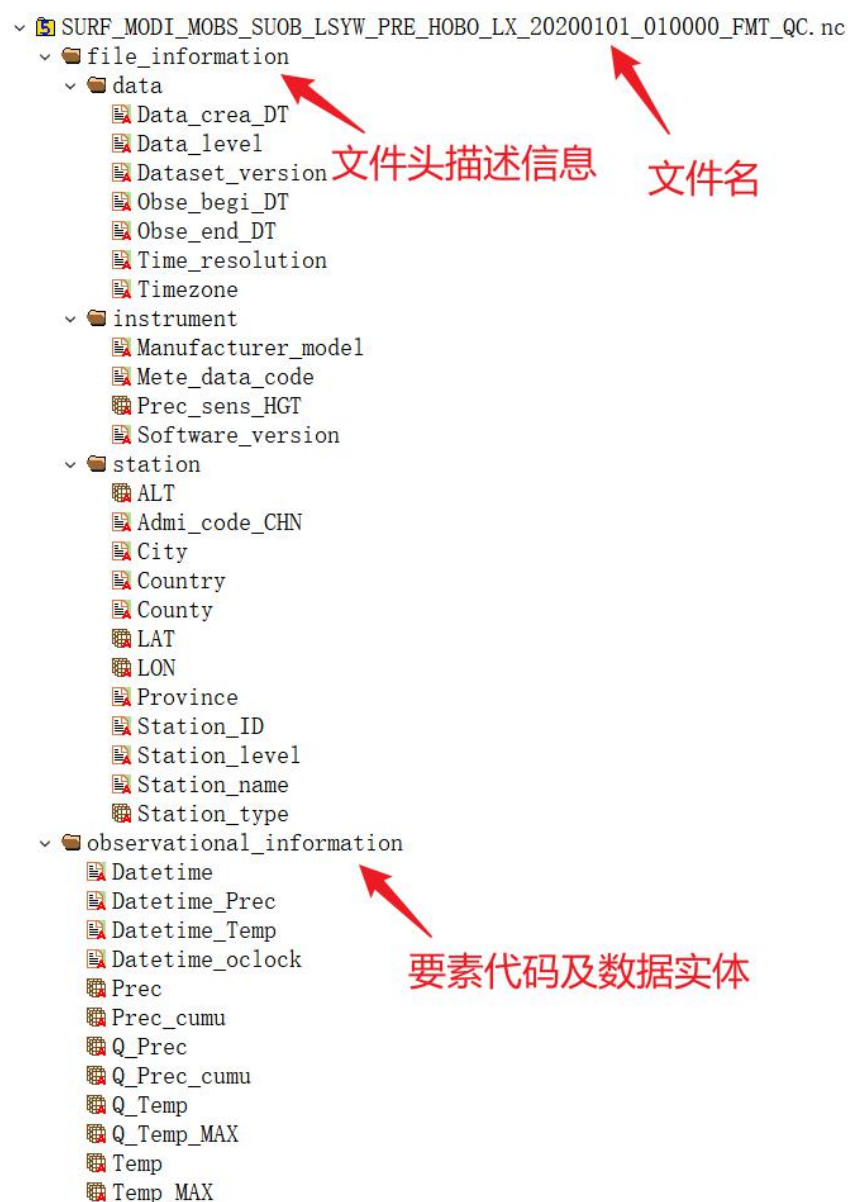 SURF_MODI_MOBS_SUOB_LSYW_PRE_HOBO_LX_20200101_010000_FMT_QC.nc
file_information
data
Data_crea_DT
Data_level
Dataset_version
文件头描述信息
文件名
Obse_begi_DT
Obse_end_DT
Time_resolution
Timezone
instrument
Manufacturer_model
Mete_data_code
Prec_sens_HGT
Software_version
station
ALT
Admi_code_CHN
City
Country
County
LAT
LON
Province
Station_ID
Station_level
Station_name
Station_type
observational_information
Datetime
Datetime_Prec
Datetime_Temp
Datetime_oclock
要素代码及数据实体
Prec
Prec_cumu
Q_Prec
Q_Prec_cumu
Q_Temp
Q_Temp_MAX
Temp
Temp_MAX